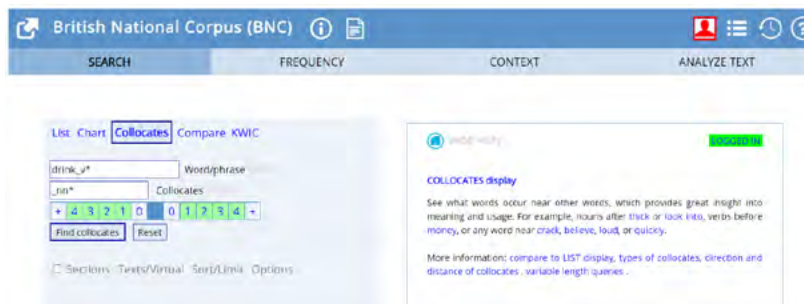 British National Corpus (BNC)
SEARCH FREQUENCY CONTEXT ANALYZE TEXT
List Chart Collocates Compare KWIC
drink_v* Word/phrase
_nn* Collocates
+ 4 3 2 1 0 0 1 2 3 4 +
Find collocates Reset
Sections Texts/Virtual Sort/Limit Options
LOGGED IN
COLLOCATES display
See what words occur near other words, which provides great insight into
meaning and usage. For example, nouns after thick or look into, verbs before
money, or any word near crack, believe, loud, or quickly.
More information: compare to LIST display, types of collocates, direction and
distance of collocates , variable length queries .